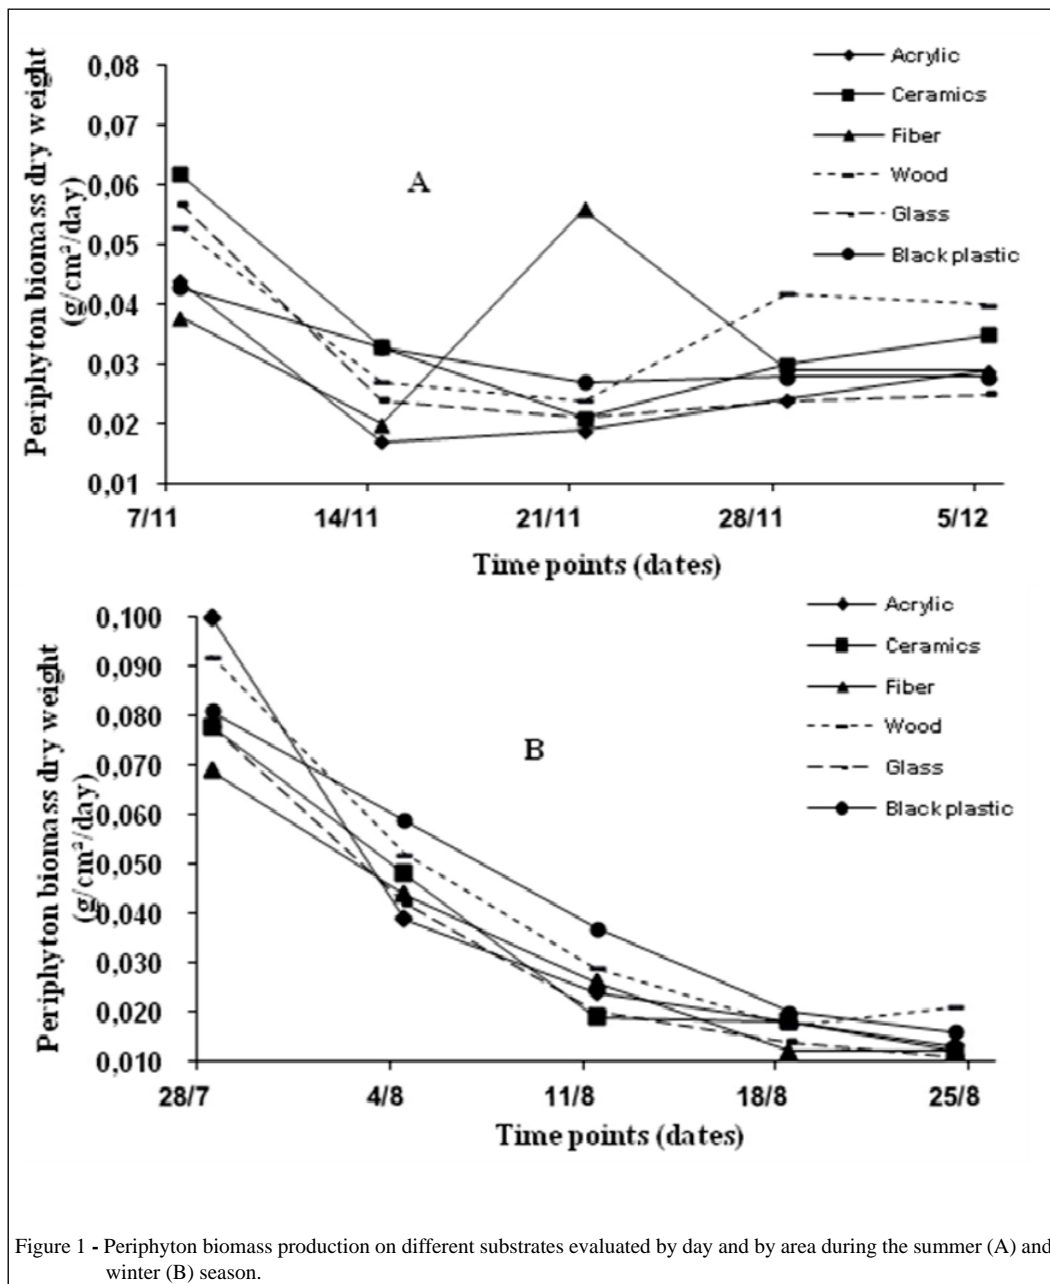 Periphyton biomass dry weight
(g/cm²/day)
0,08
0,07
0,06
0,05
0,04
0,03
0,02
0,01
A
Acrylic
Ceramics
Fiber
Wood
Glass
Black plastic
7/11 14/11 21/11 28/11 5/12
Time points (dates)
Periphyton biomass dry weight
(g/cm²/day)
0,100
0,090
0,080
0,070
0,060
0,050
0,040
0,030
0,020
0,010
B
Acrylic
Ceramics
Fiber
Wood
Glass
Black plastic
28/7 4/8 11/8 18/8 25/8
Time points (dates)
Figure 1 - Periphyton biomass production on different substrates evaluated by day and by area during the summer (A) and
winter (B) season.